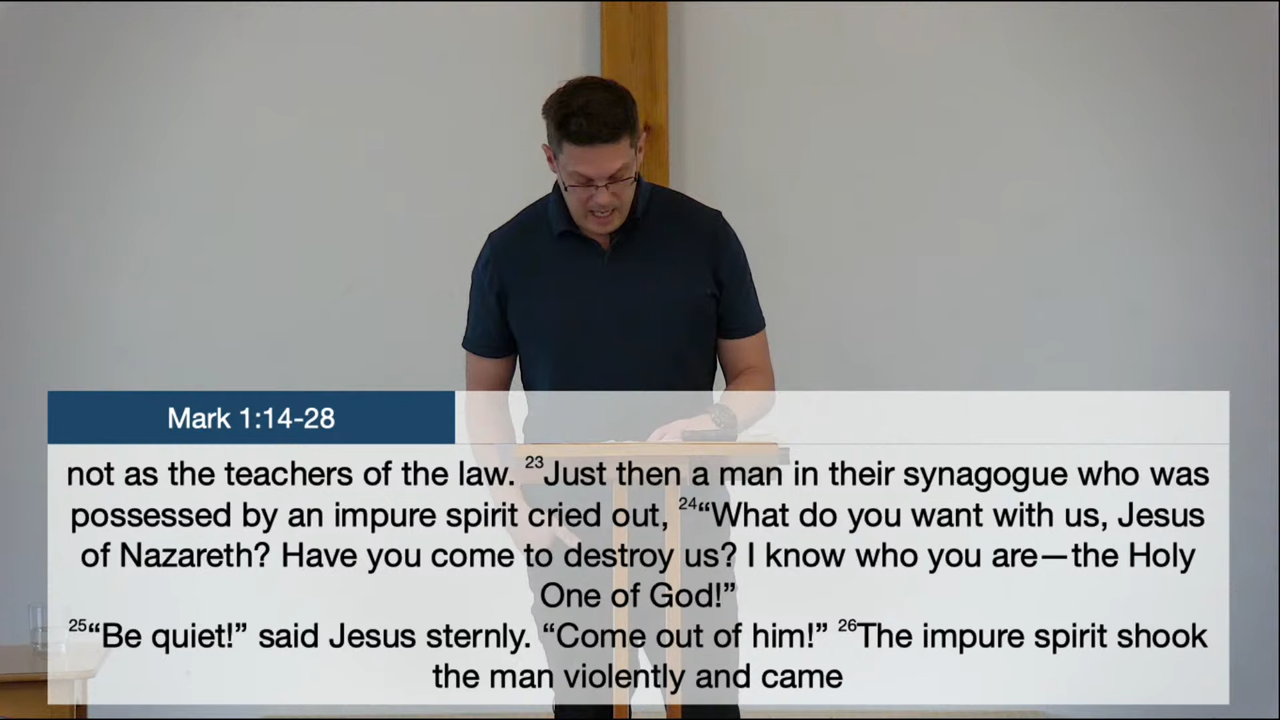 Mark 1:14-28
not as the teachers of the law. ²³Just then a man in their synagogue who was
possessed by an impure spirit cried out, ²⁴“What do you want with us, Jesus
of Nazareth? Have you come to destroy us? I know who you are—the Holy
One of God!”
²⁵“Be quiet!” said Jesus sternly. “Come out of him!” ²⁶The impure spirit shook
the man violently and came